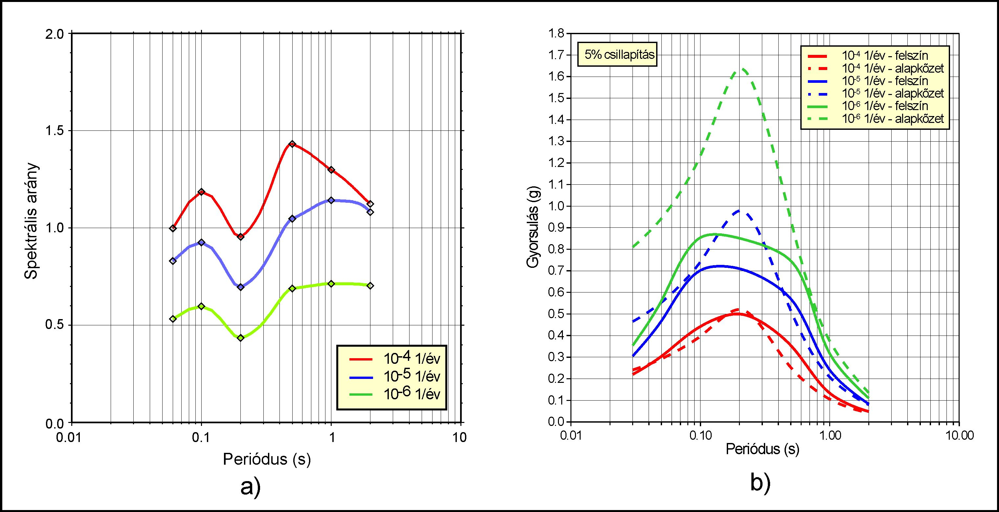 2.0
1.5
1.0
0.5
0.0
Spektrális arány
0.01
0.1
1
10
Periódus (s)
10-4 1/év
10-5 1/év
10-6 1/év
a)
1.8
1.7
1.6
1.5
1.4
1.3
1.2
1.1
1.0
0.9
0.8
0.7
0.6
0.5
0.4
0.3
0.2
0.1
0.0
Gyorsulás (g)
5% csillapítás
10-4 1/év - felszín
10-4 1/év - alapkõzet
10-5 1/év - felszín
10-5 1/év - alapkõzet
10-6 1/év - felszín
10-6 1/év - alapkõzet
0.01
0.10
1.00
10.00
Periódus (s)
b)